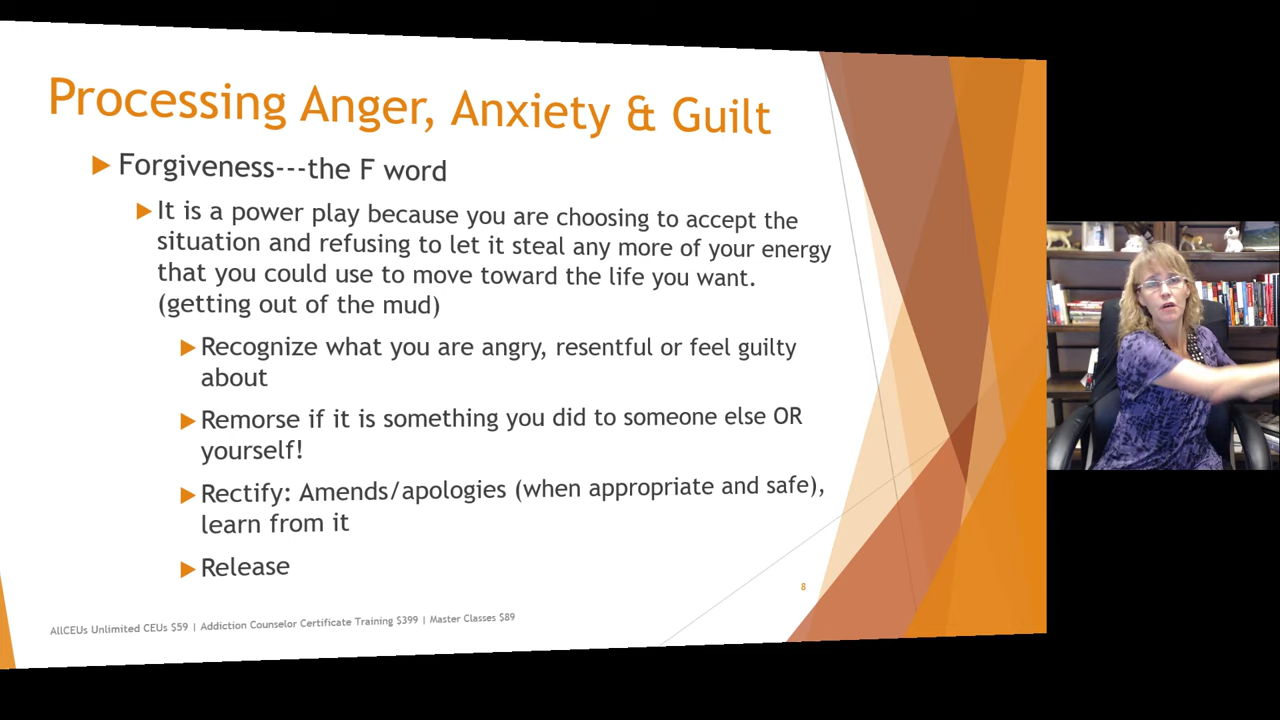 Processing Anger, Anxiety & Guilt
Forgiveness---the F word
It is a power play because you are choosing to accept the
situation and refusing to let it steal any more of your energy
that you could use to move toward the life you want.
(getting out of the mud)
Recognize what you are angry, resentful or feel guilty
about
Remorse if it is something you did to someone else OR
yourself!
Rectify: Amends/apologies (when appropriate and safe),
learn from it
Release
8
AllCEUs Unlimited CEUs $59 | Addiction Counselor Certificate Training $399 | Master Classes $89